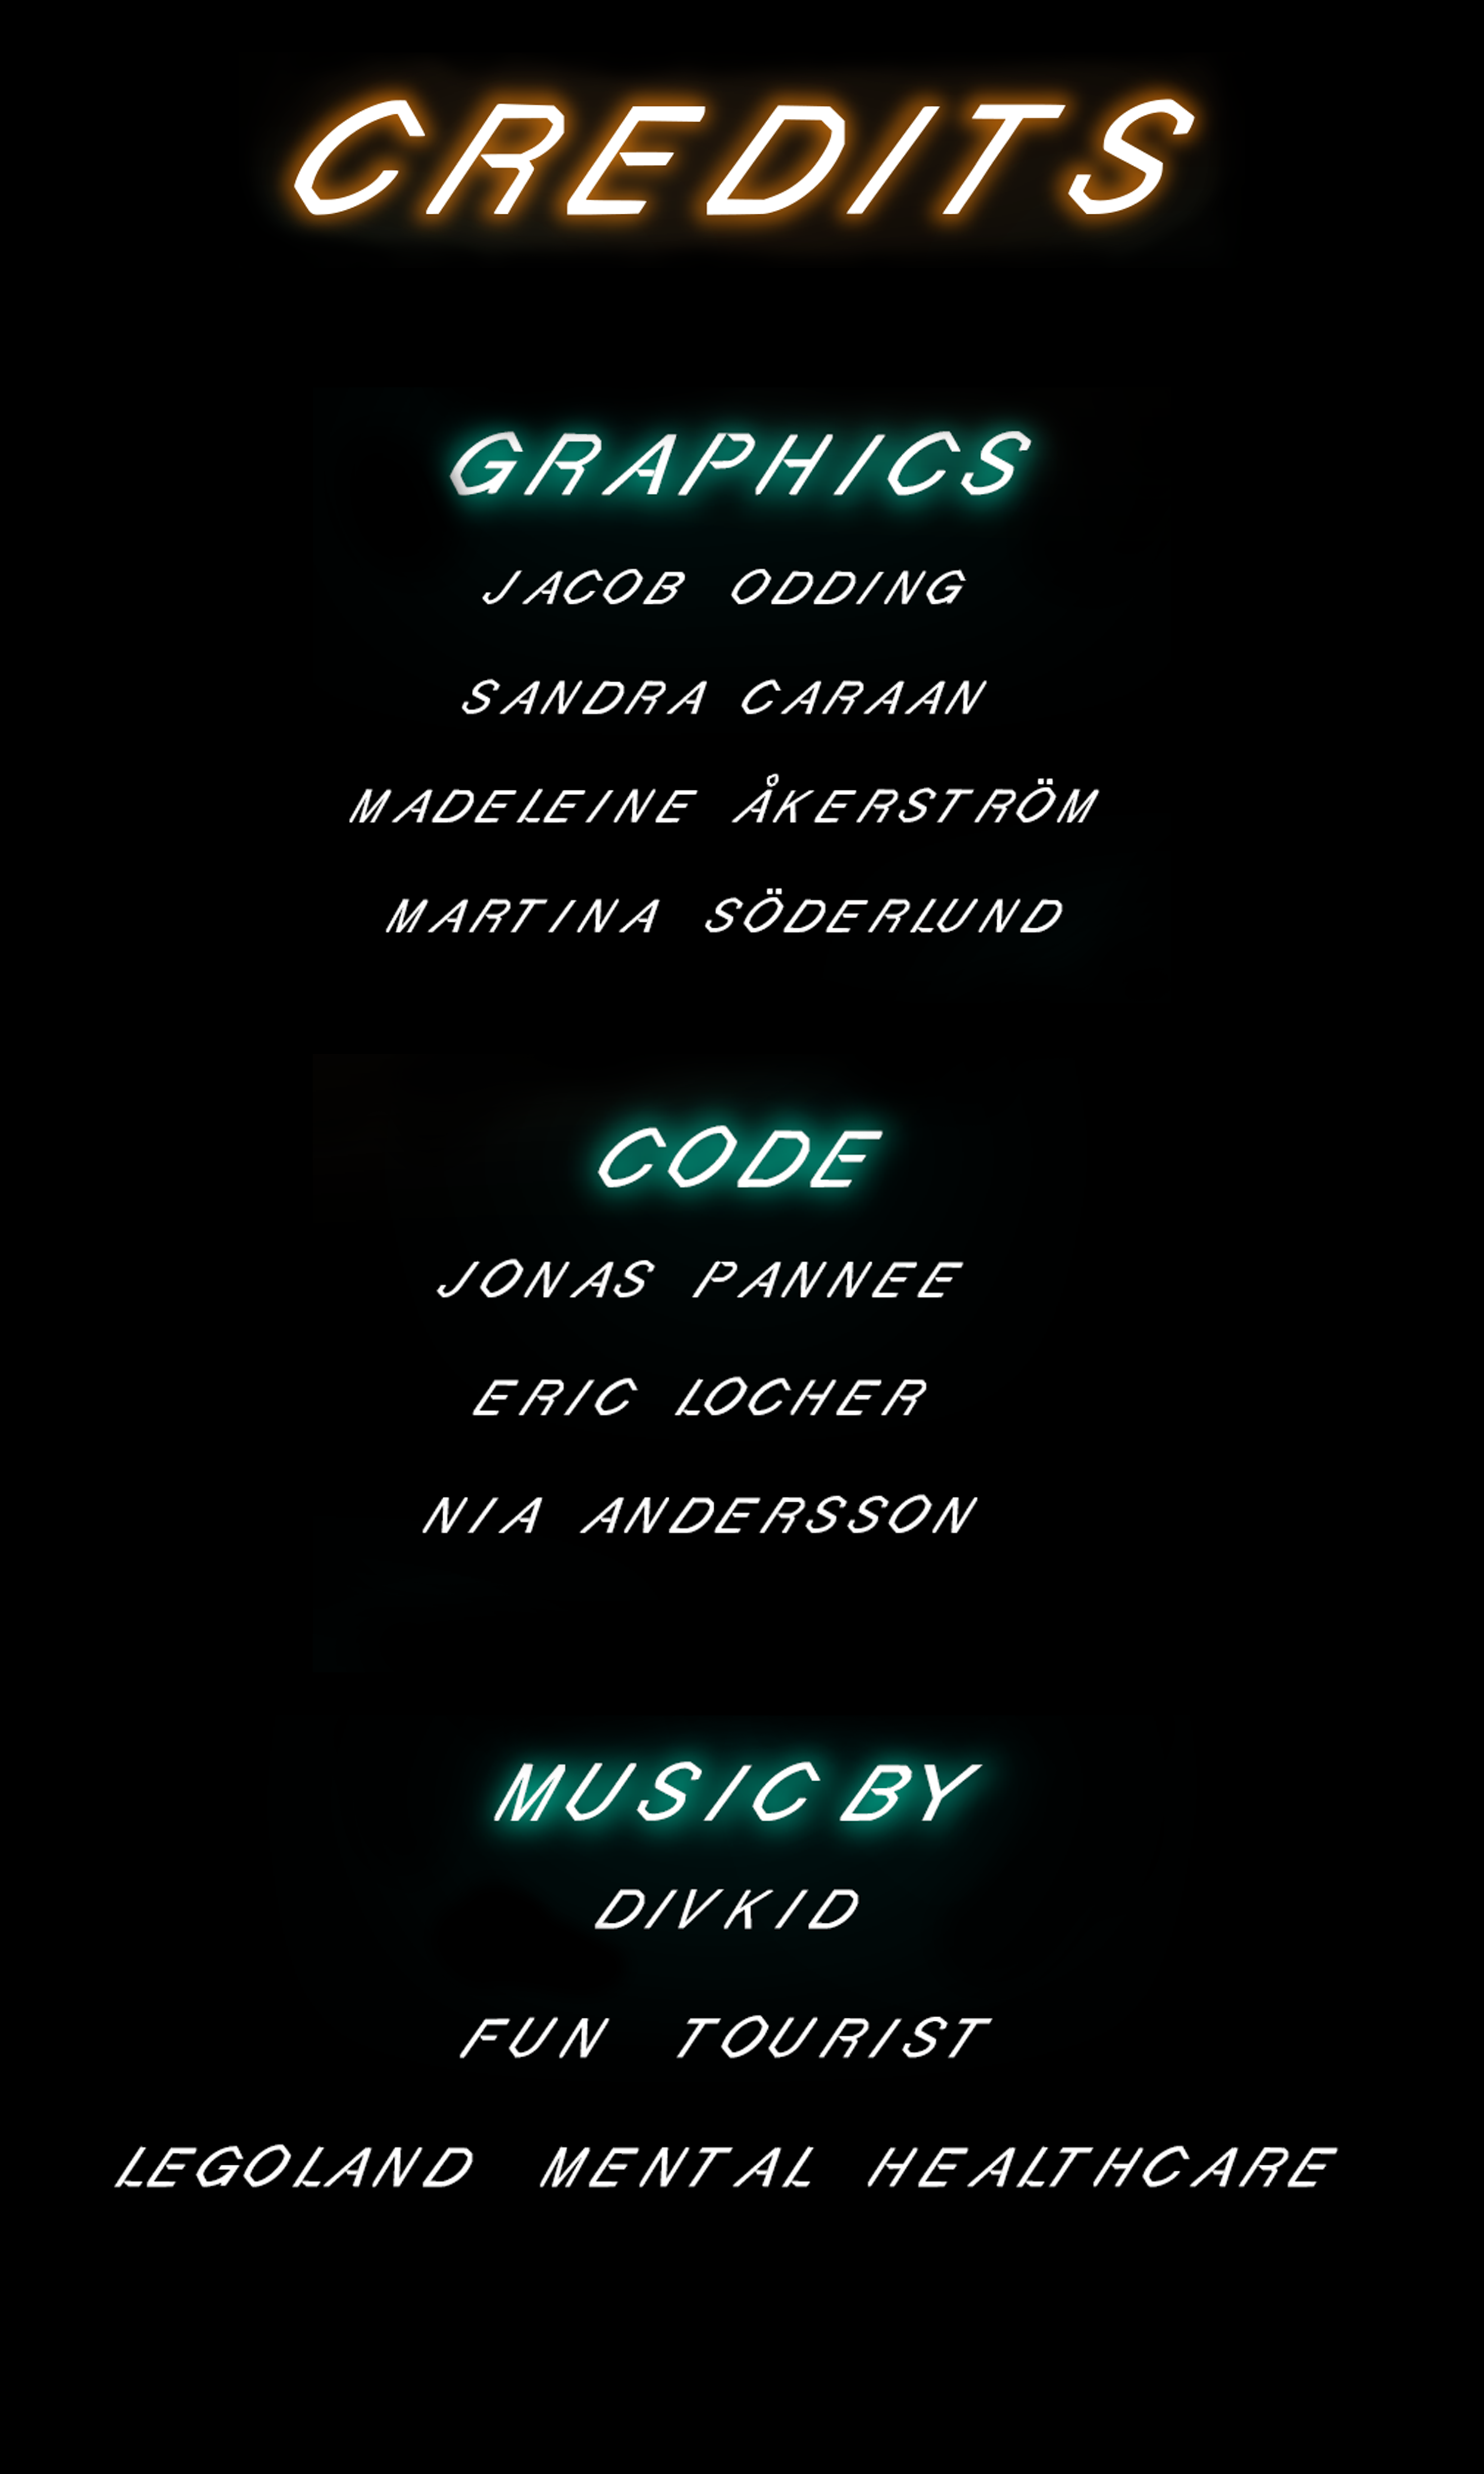 CREDITS
GRAPHICS
JACOB ODDING
SANDRA CARAAN
MADELEINE ÅKERSTRÖM
MARTINA SÖDERLUND
CODE
JONAS PANNEE
ERIC LOCHER
NIA ANDERSSON
MUSIC BY
DIVKID
FUN TOURIST
LEGOLAND MENTAL HEALTHCARE